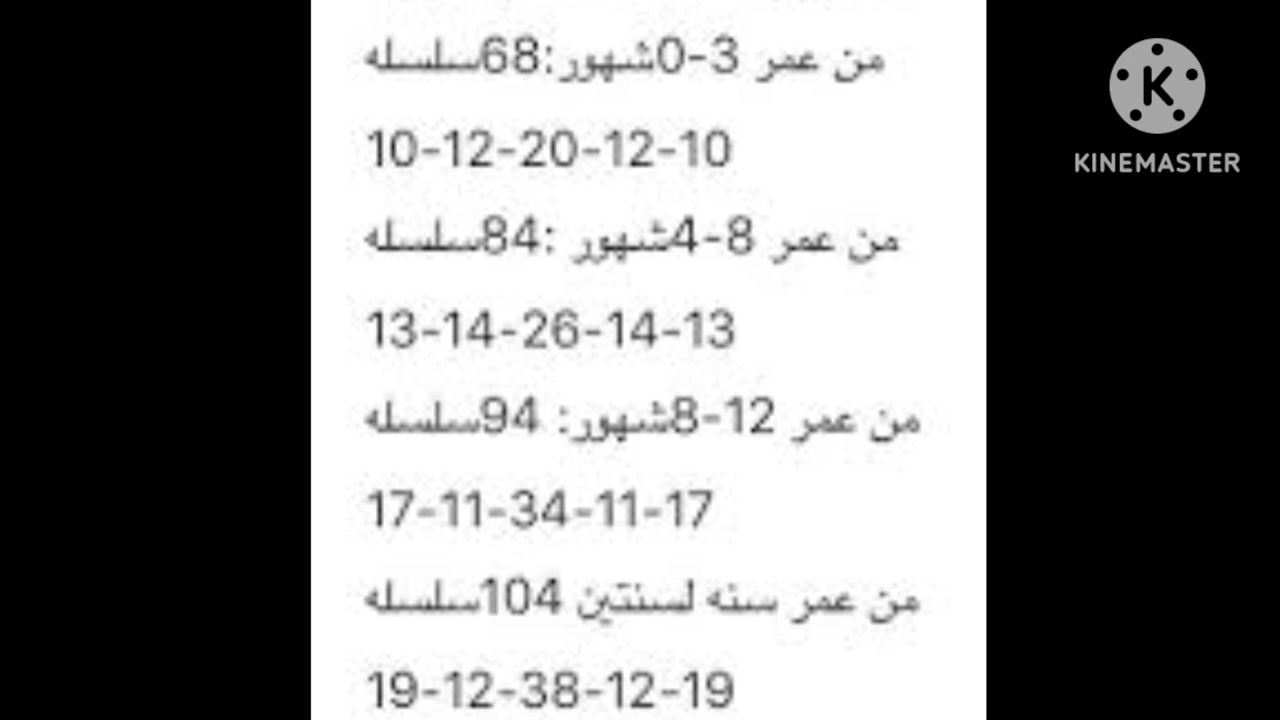 من عمر 3-0شهور:68سلسله
10-12-20-12-10
من عمر 8-4شهور :84سلسله
13-14-26-14-13
من عمر 12-8شهور: 94سلسله
17-11-34-11-17
من عمر سنه لسنتين 104سلسله
19-12-38-12-19
KINEMASTER